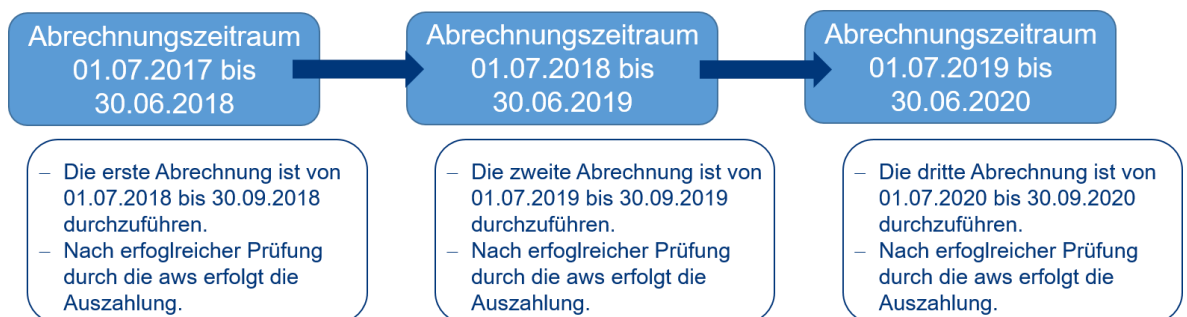 Abrechnungszeitraum
01.07.2017 bis
30.06.2018
Abrechnungszeitraum
01.07.2018 bis
30.06.2019
Abrechnungszeitraum
01.07.2019 bis
30.06.2020
– Die erste Abrechnung ist von
01.07.2018 bis 30.09.2018
durchzuführen.
– Nach erfoglreicher Prüfung
durch die aws erfolgt die
Auszahlung.
– Die zweite Abrechnung ist von
01.07.2019 bis 30.09.2019
durchzuführen.
– Nach erfoglreicher Prüfung
durch die aws erfolgt die
Auszahlung.
– Die dritte Abrechnung ist von
01.07.2020 bis 30.09.2020
durchzuführen.
– Nach erfoglreicher Prüfung
durch die aws erfolgt die
Auszahlung.